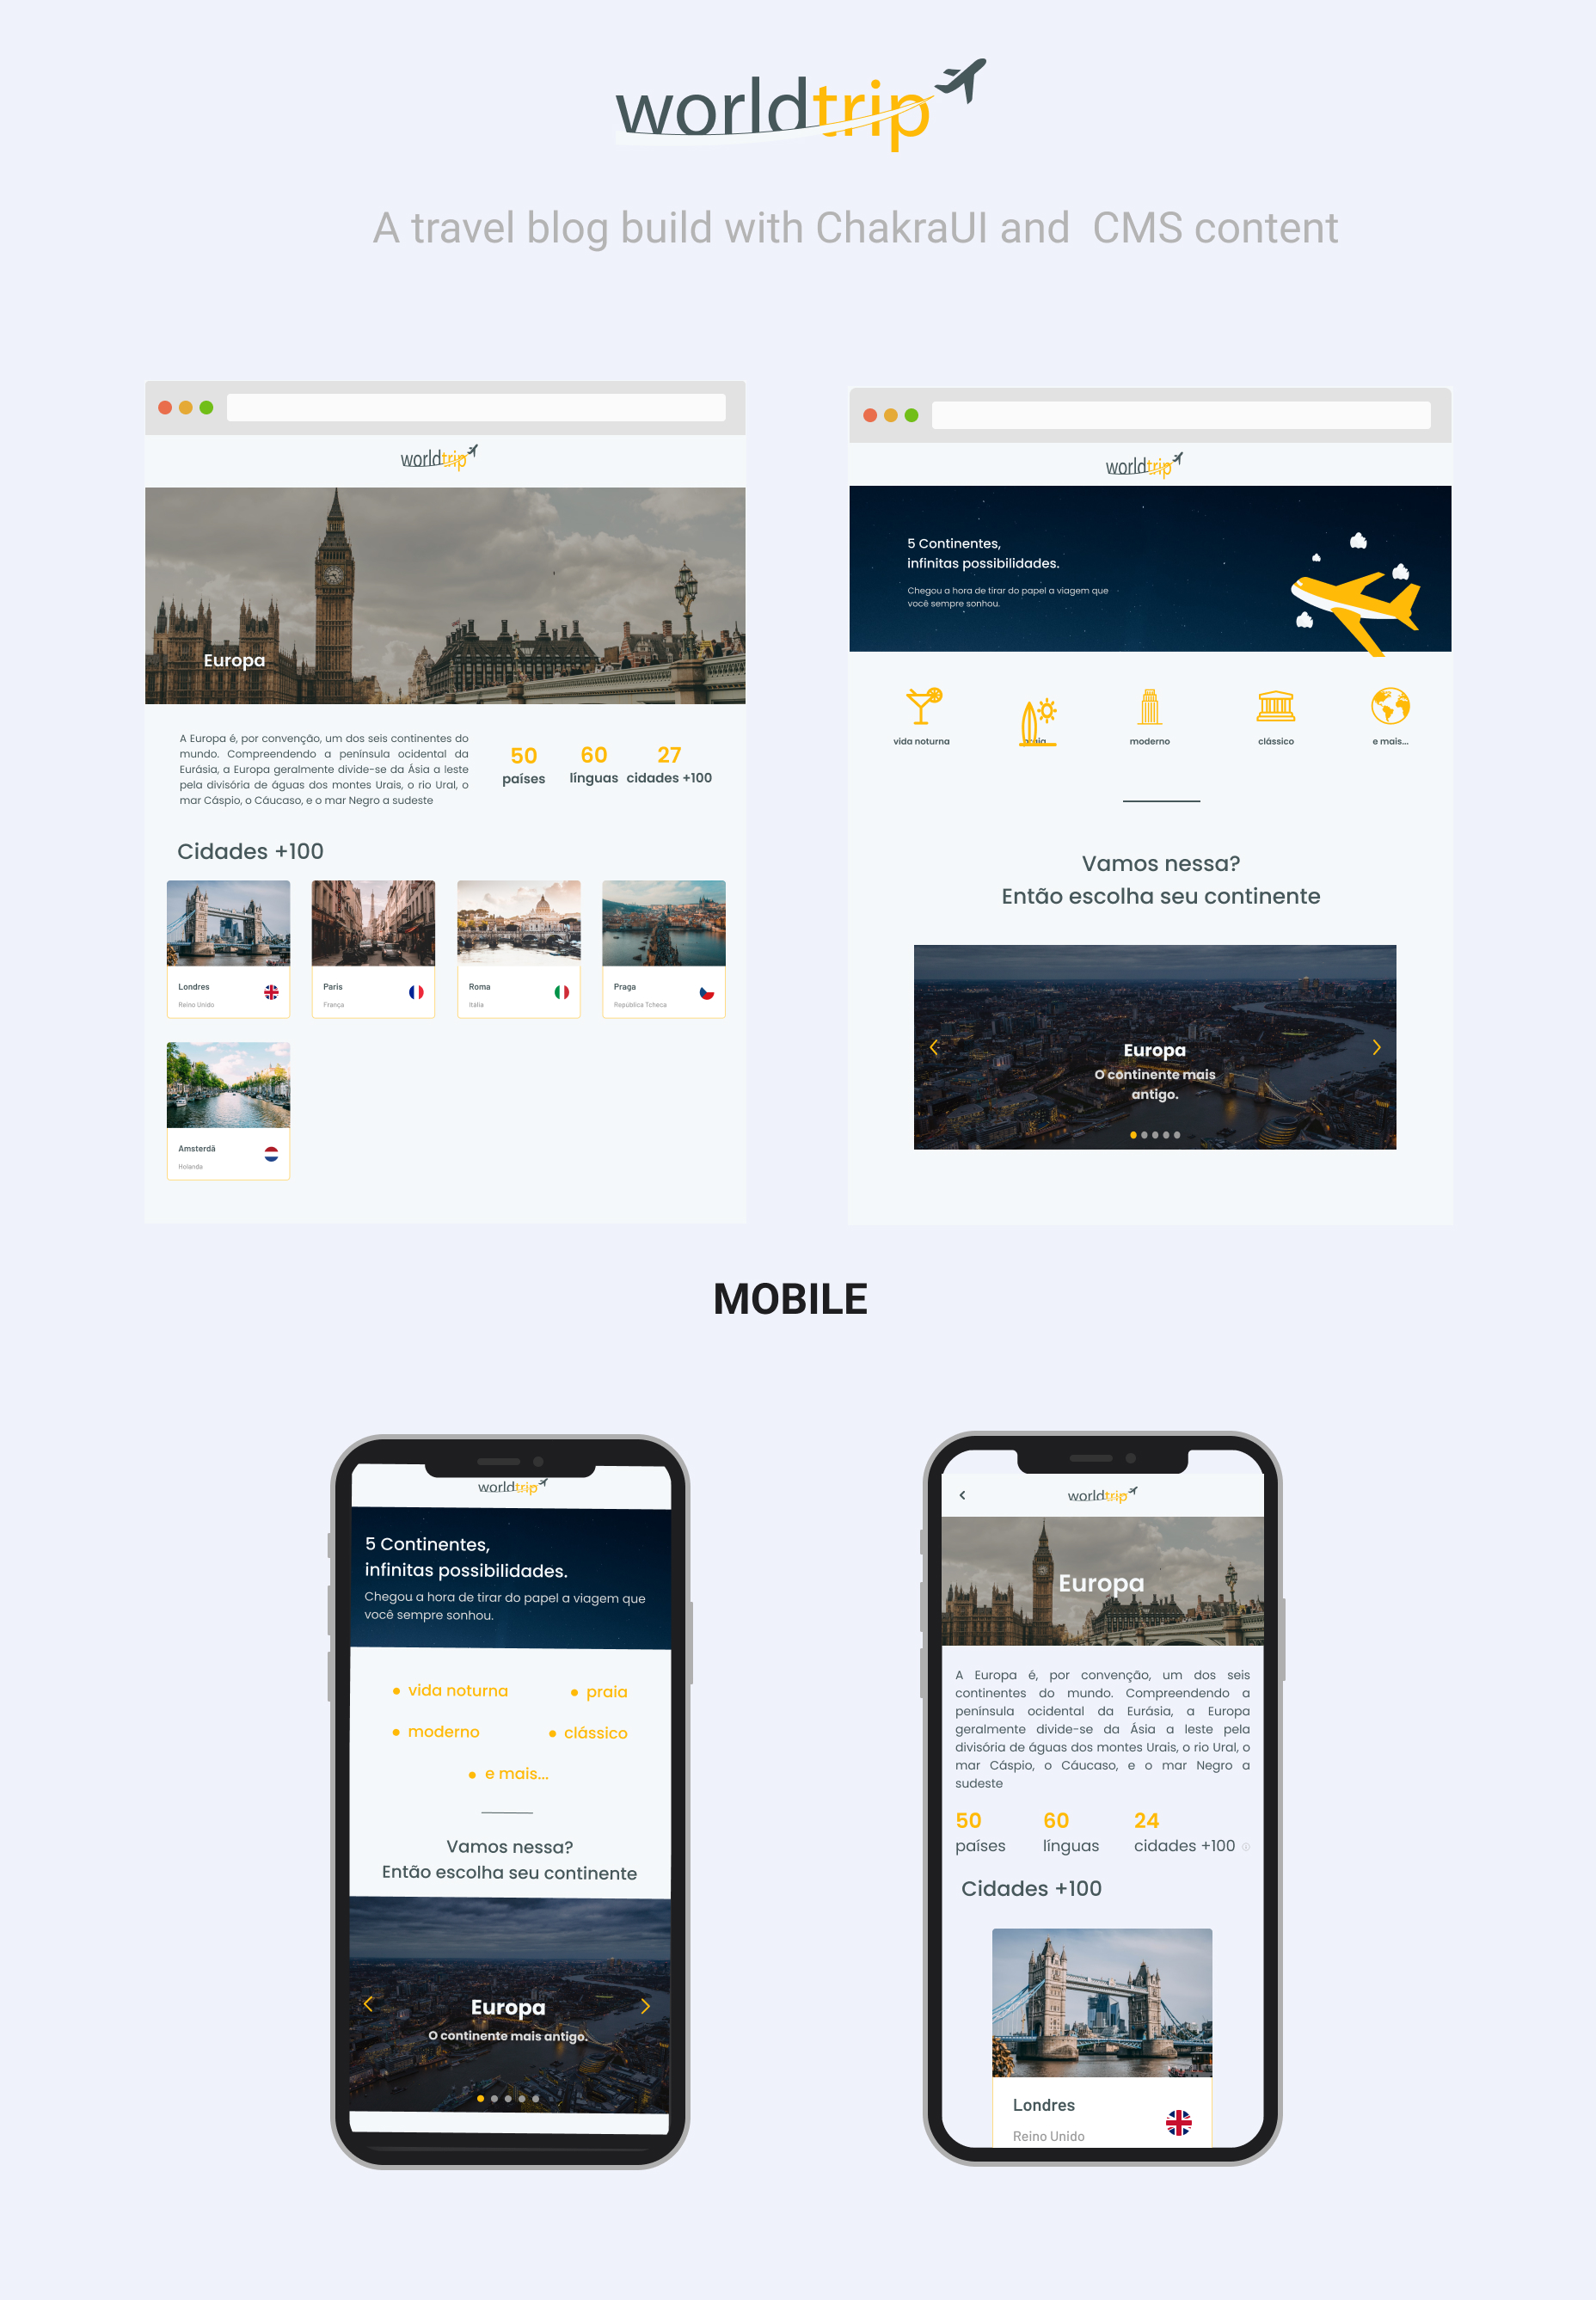 worldtrip
A travel blog build with ChakraUI and CMS content
worldtrip
Europa
A Europa é, por convenção, um dos seis continentes do
mundo. Compreendendo a península ocidental da
Eurásia, a Europa geralmente divide-se da Ásia a leste
pela divisória de águas dos montes Urais, o rio Ural, o
mar Cáspio, o Cáucaso, e o mar Negro a sudeste
50 60 27
países línguas cidades +100
Cidades +100
Londres
Reino Unido
Paris
França
Roma
Itália
Praga
República Tcheca
Amsterdã
Holanda
worldtrip
5 Continentes,
infinitas possibilidades.
Chegou a hora de tirar do papel a viagem que
você sempre sonhou.
vida noturna praia moderno clássico e mais...
Vamos nessa?
Então escolha seu continente
Europa
O continente mais
antigo.
MOBILE
worldtrip
5 Continentes,
infinitas possibilidades.
Chegou a hora de tirar do papel a viagem que
você sempre sonhou.
• vida noturna • praia
• moderno • clássico
• e mais...
Vamos nessa?
Então escolha seu continente
Europa
O continente mais antigo.
worldtrip
Europa
A Europa é, por convenção, um dos seis
continentes do mundo. Compreendendo a
península ocidental da Eurásia, a Europa
geralmente divide-se da Ásia a leste pela
divisória de águas dos montes Urais, o rio Ural, o
mar Cáspio, o Cáucaso, e o mar Negro a
sudeste
50 60 24
países línguas cidades +100
Cidades +100
Londres
Reino Unido